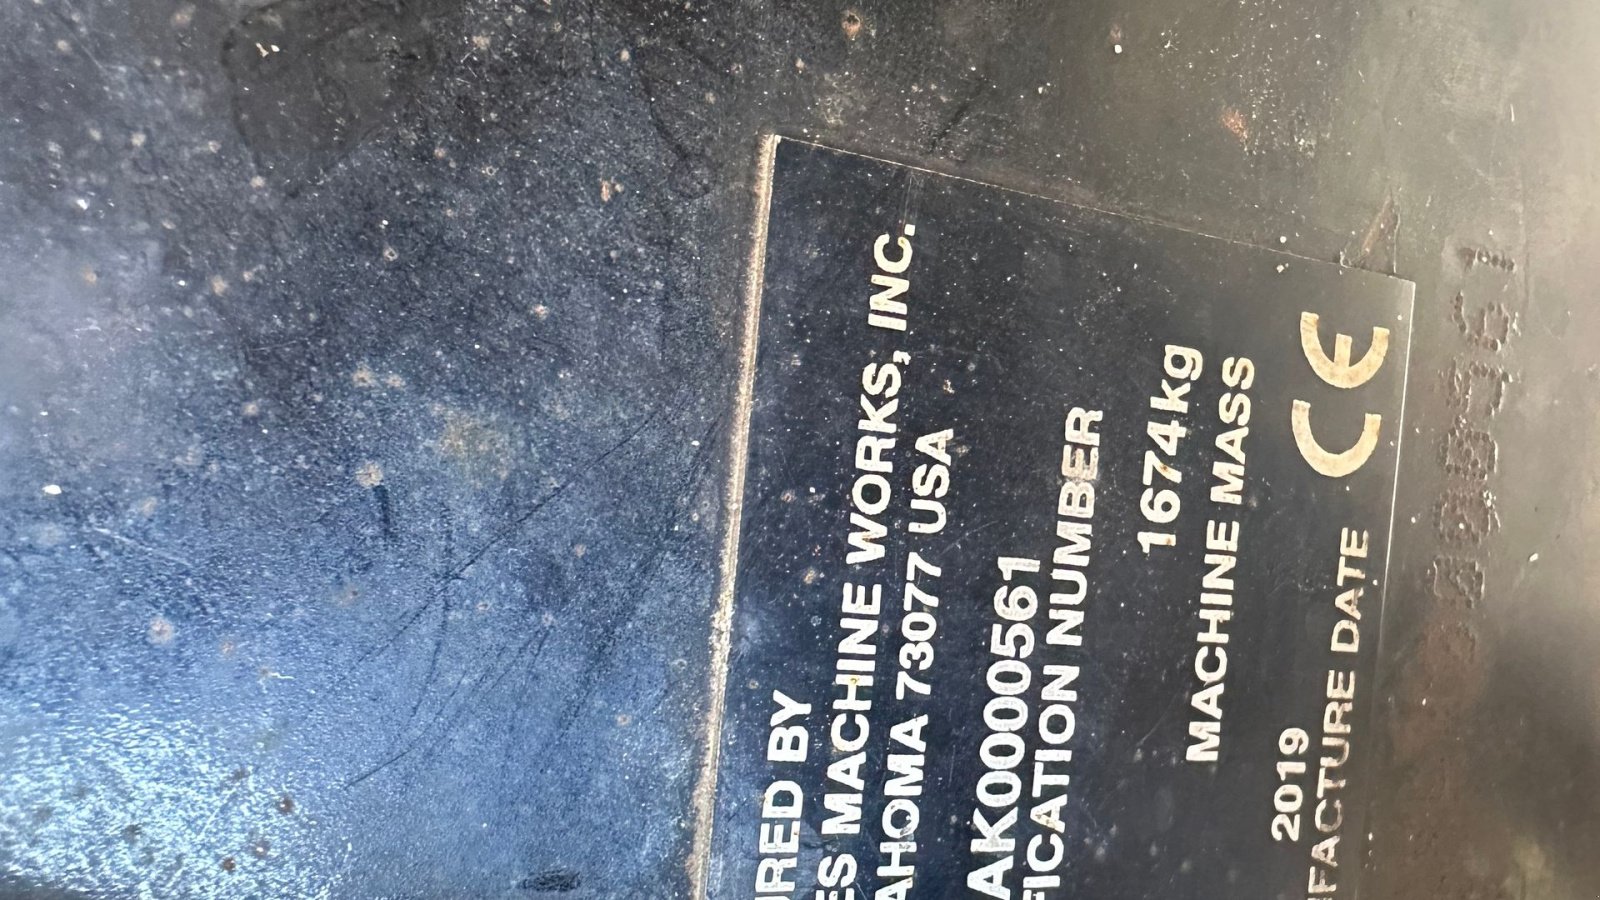 URED BY
ES MACHINE WORKS, INC.
AHOMA 73077 USA
AK0000561
FICATION NUMBER
1674kg
MACHINE MASS
2019
FACTURE DATE
CE